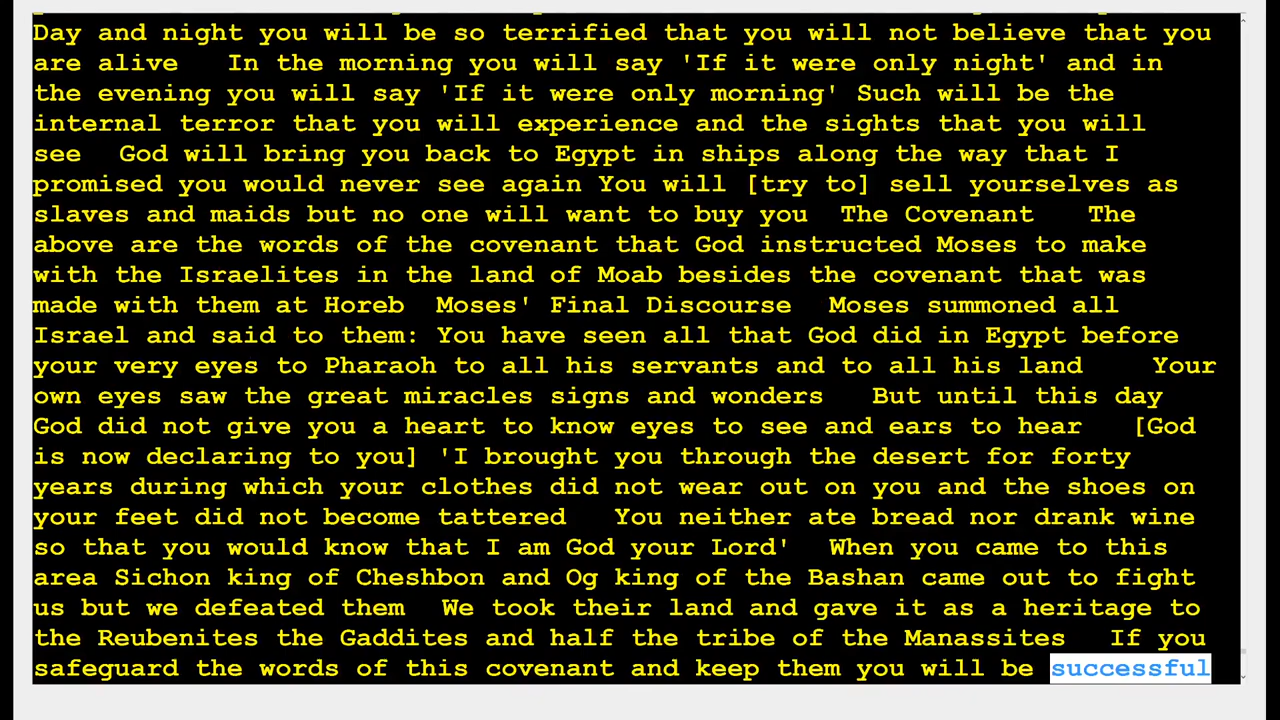 Day and night you will be so terrified that you will not believe that you
are alive   In the morning you will say 'If it were only night' and in
the evening you will say 'If it were only morning' Such will be the
internal terror that you will experience and the sights that you will
see   God will bring you back to Egypt in ships along the way that I
promised you would never see again You will [try to] sell yourselves as
slaves and maids but no one will want to buy you   The Covenant    The
above are the words of the covenant that God instructed Moses to make
with the Israelites in the land of Moab besides the covenant that was
made with them at Horeb   Moses' Final Discourse   Moses summoned all
Israel and said to them: You have seen all that God did in Egypt before
your very eyes to Pharaoh to all his servants and to all his land     Your
own eyes saw the great miracles signs and wonders    But until this day
God did not give you a heart to know eyes to see and ears to hear    [God
is now declaring to you] 'I brought you through the desert for forty
years during which your clothes did not wear out on you and the shoes on
your feet did not become tattered    You neither ate bread nor drank wine
so that you would know that I am God your Lord'   When you came to this
area Sichon king of Cheshbon and Og king of the Bashan came out to fight
us but we defeated them   We took their land and gave it as a heritage to
the Reubenites the Gaddites and half the tribe of the Manassites    If you
safeguard the words of this covenant and keep them you will be successful